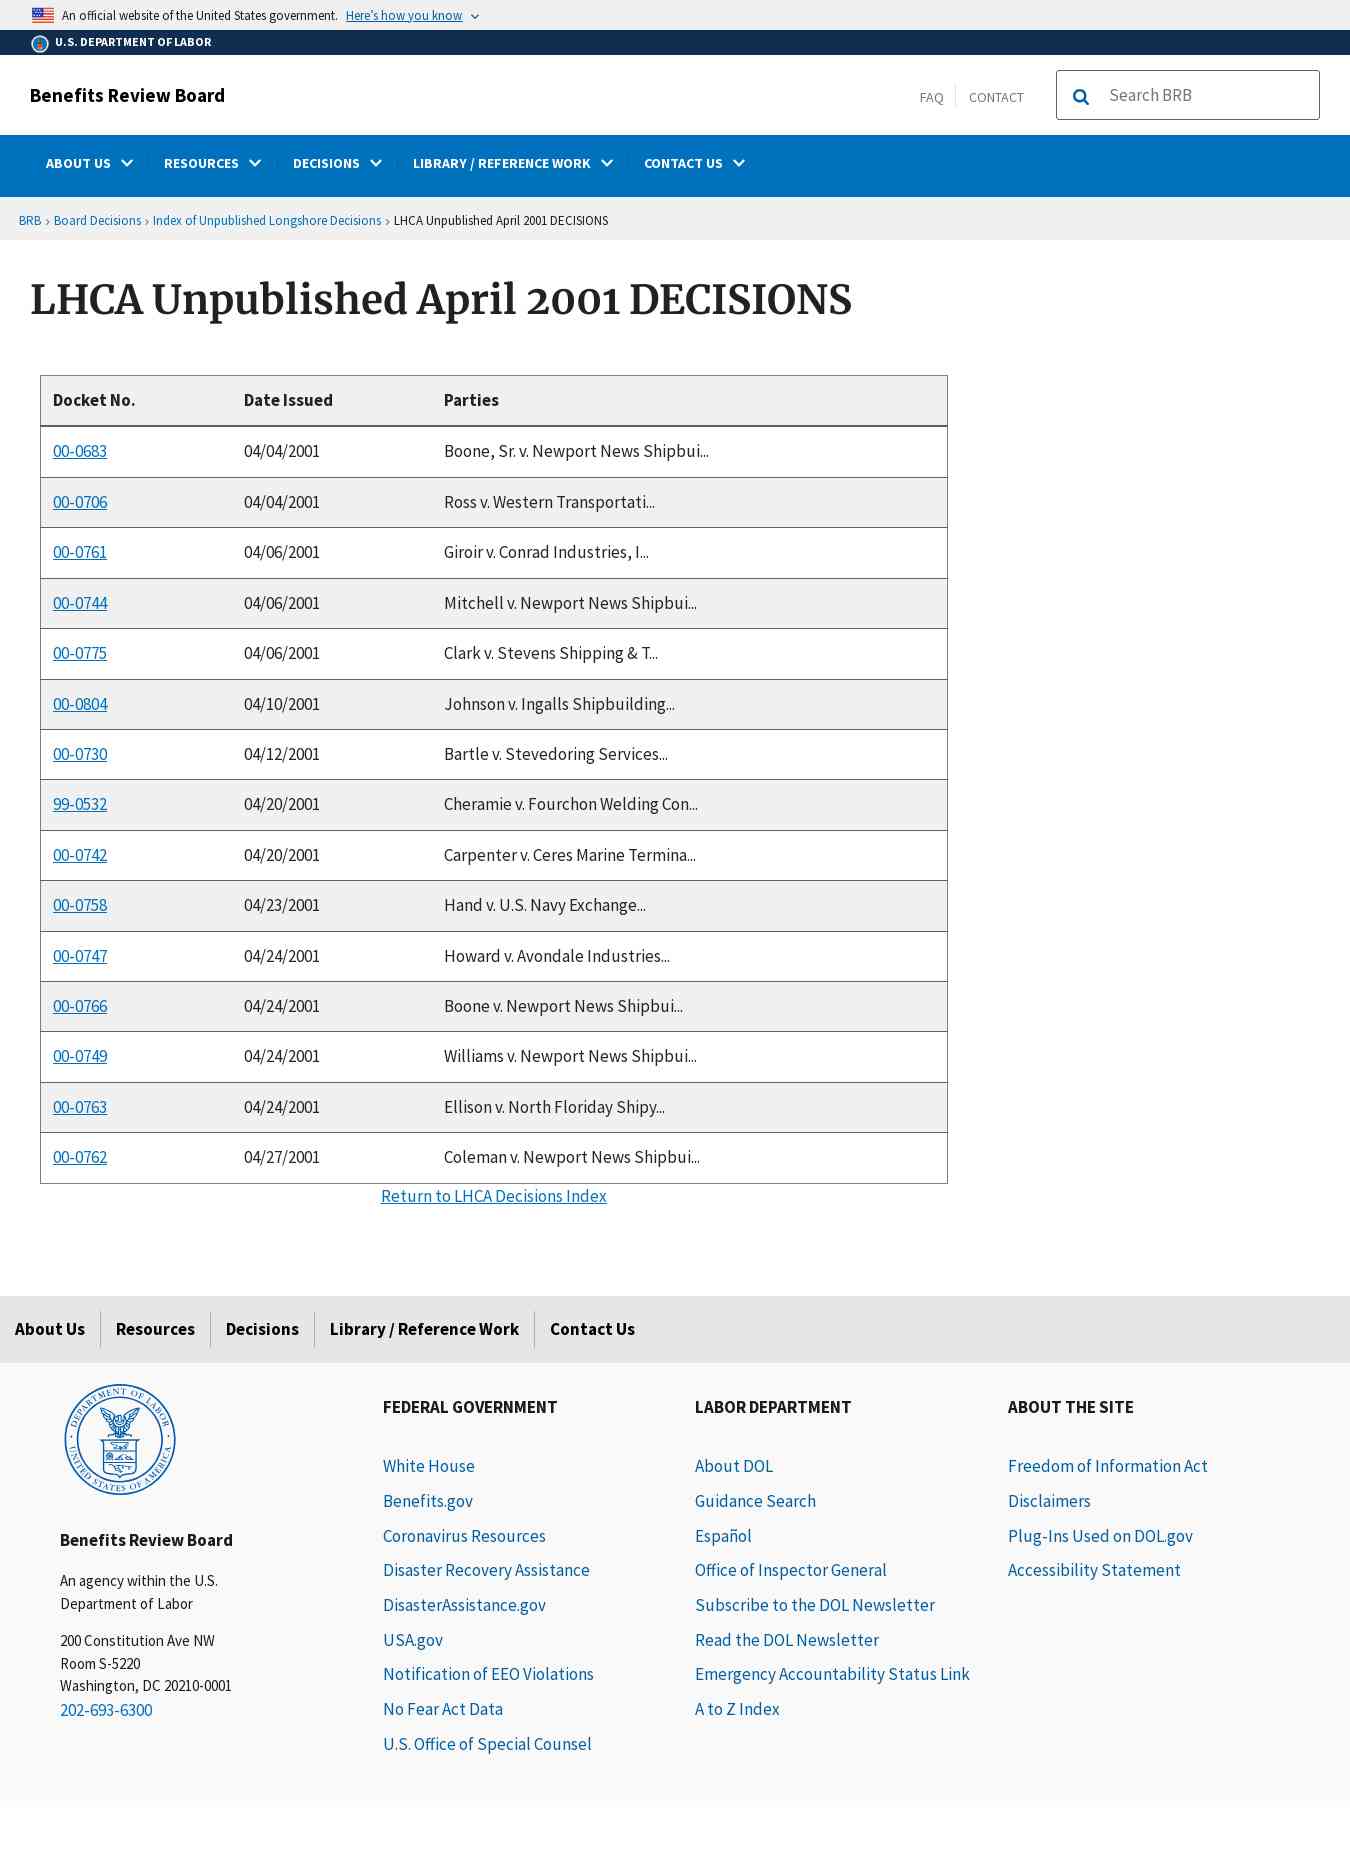 An official website of the United States government. Here's how you know
U.S. DEPARTMENT OF LABOR
Benefits Review Board
FAQ CONTACT Search BRB
ABOUT US RESOURCES DECISIONS LIBRARY / REFERENCE WORK CONTACT US
BRB › Board Decisions › Index of Unpublished Longshore Decisions › LHCA Unpublished April 2001 DECISIONS
LHCA Unpublished April 2001 DECISIONS
Docket No. Date Issued Parties
00-0683 04/04/2001 Boone, Sr. v. Newport News Shipbui...
00-0706 04/04/2001 Ross v. Western Transportati...
00-0761 04/06/2001 Giroir v. Conrad Industries, I...
00-0744 04/06/2001 Mitchell v. Newport News Shipbui...
00-0775 04/06/2001 Clark v. Stevens Shipping & T...
00-0804 04/10/2001 Johnson v. Ingalls Shipbuilding...
00-0730 04/12/2001 Bartle v. Stevedoring Services...
99-0532 04/20/2001 Cheramie v. Fourchon Welding Con...
00-0742 04/20/2001 Carpenter v. Ceres Marine Termina...
00-0758 04/23/2001 Hand v. U.S. Navy Exchange...
00-0747 04/24/2001 Howard v. Avondale Industries...
00-0766 04/24/2001 Boone v. Newport News Shipbui...
00-0749 04/24/2001 Williams v. Newport News Shipbui...
00-0763 04/24/2001 Ellison v. North Floriday Shipy...
00-0762 04/27/2001 Coleman v. Newport News Shipbui...
Return to LHCA Decisions Index
About Us Resources Decisions Library / Reference Work Contact Us
DEPARTMENT OF LABOR
UNITED STATES OF AMERICA
Benefits Review Board
An agency within the U.S.
Department of Labor
200 Constitution Ave NW
Room S-5220
Washington, DC 20210-0001
202-693-6300
FEDERAL GOVERNMENT
White House
Benefits.gov
Coronavirus Resources
Disaster Recovery Assistance
DisasterAssistance.gov
USA.gov
Notification of EEO Violations
No Fear Act Data
U.S. Office of Special Counsel
LABOR DEPARTMENT
About DOL
Guidance Search
Español
Office of Inspector General
Subscribe to the DOL Newsletter
Read the DOL Newsletter
Emergency Accountability Status Link
A to Z Index
ABOUT THE SITE
Freedom of Information Act
Disclaimers
Plug-Ins Used on DOL.gov
Accessibility Statement